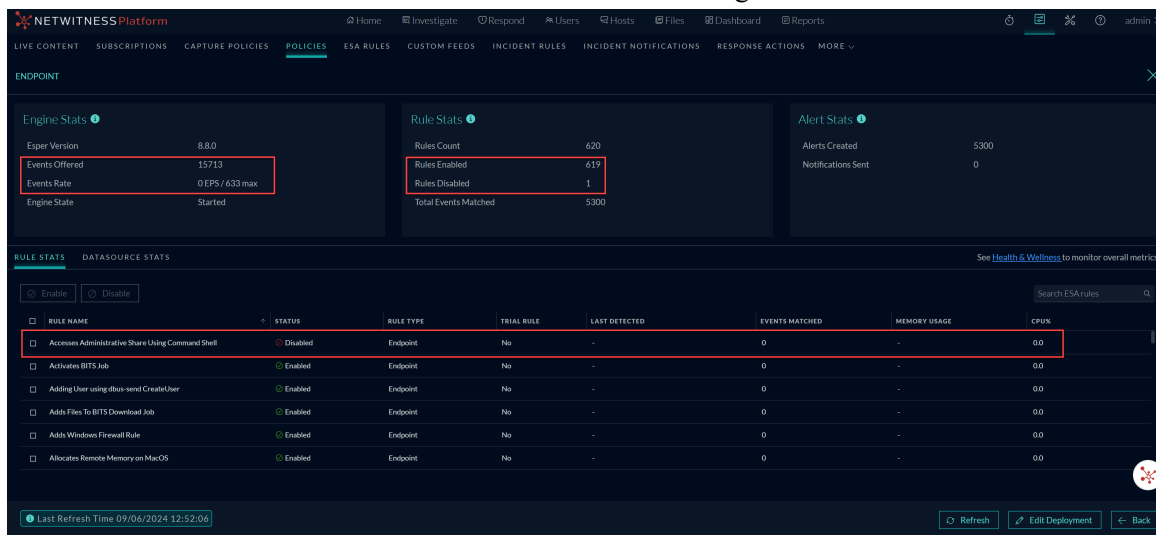 NETWITNESS Platform Home Investigate Respond Users Hosts Files Dashboard Reports admin
LIVE CONTENT SUBSCRIPTIONS CAPTURE POLICIES POLICIES ESA RULES CUSTOM FEEDS INCIDENT RULES INCIDENT NOTIFICATIONS RESPONSE ACTIONS MORE
ENDPOINT
Engine Stats
Esper Version 8.8.0
Events Offered 15713
Events Rate 0 EPS / 633 max
Engine State Started
Rule Stats
Rules Count 620
Rules Enabled 619
Rules Disabled 1
Total Events Matched 5300
Alert Stats
Alerts Created 5300
Notifications Sent 0
RULE STATS DATASOURCE STATS See Health & Wellness to monitor overall metrics
Enable Disable Search ESA rules
RULE NAME STATUS RULE TYPE TRIAL RULE LAST DETECTED EVENTS MATCHED MEMORY USAGE CPU%
Accesses Administrative Share Using Command Shell Disabled Endpoint No - 0 - 0.0
Activates BITS Job Enabled Endpoint No - 0 - 0.0
Adding User using dbus-send CreateUser Enabled Endpoint No - 0 - 0.0
Adds Files To BITS Download Job Enabled Endpoint No - 0 - 0.0
Adds Windows Firewall Rule Enabled Endpoint No - 0 - 0.0
Allocates Remote Memory on MacOS Enabled Endpoint No - 0 - 0.0
Last Refresh Time 09/06/2024 12:52:06 Refresh Edit Deployment Back